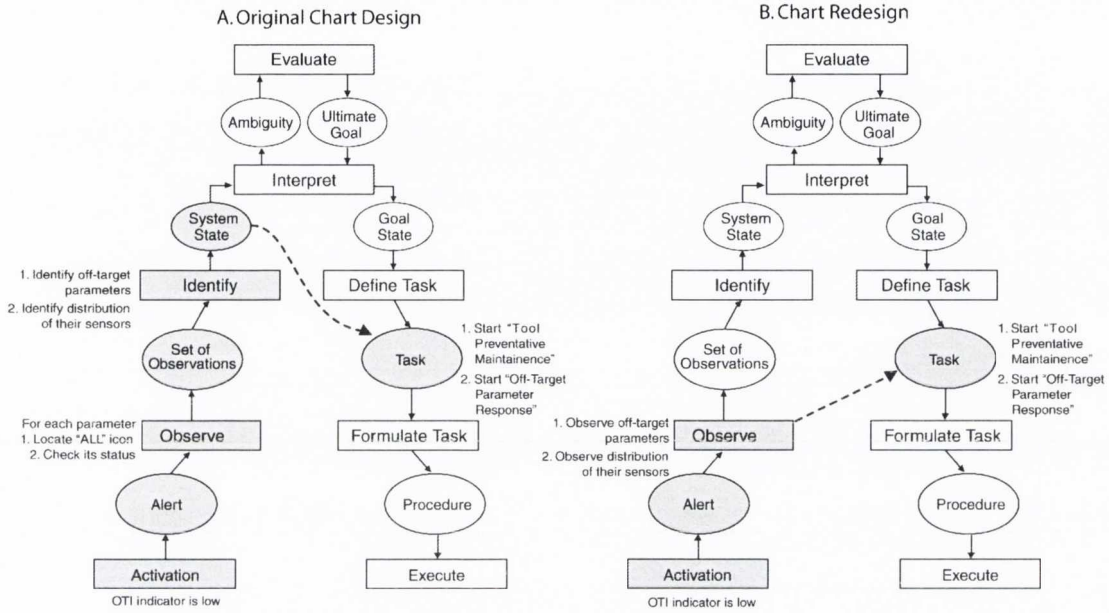 A. Original Chart Design
Evaluate
Ambiguity
Ultimate
Goal
Interpret
System
State
Goal
State
1. Identify off-target
parameters
2. Identify distribution
of their sensors
Identify
Define Task
Set of
Observations
Task
1. Start "Tool
Preventative
Maintainence"
2. Start "Off-Target
Parameter
Response"
For each parameter
1. Locate "ALL" icon
2. Check its status
Observe
Formulate Task
Alert
Procedure
Activation
Execute
OTI indicator is low
B. Chart Redesign
Evaluate
Ambiguity
Ultimate
Goal
Interpret
System
State
Goal
State
Identify
Define Task
Set of
Observations
Task
1. Start "Tool
Preventative
Maintainence"
2. Start "Off-Target
Parameter
Response"
1. Observe off-target
parameters
2. Observe distribution
of their sensors
Observe
Formulate Task
Alert
Procedure
Activation
Execute
OTI indicator is low